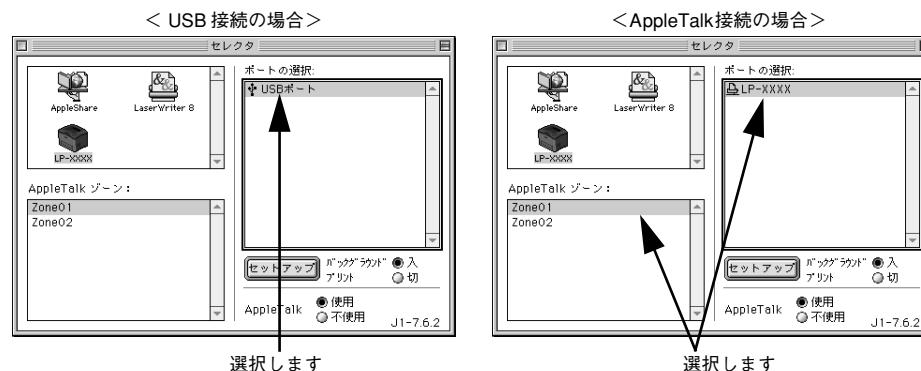 < USB 接続の場合>
セレクタ
AppleShare
LaserWriter 8
LP-XXXX
AppleTalk ゾーン：
Zone01
Zone02
ポートの選択:
USBポート
セットアップ
バックグラウンド
プリント
入
切
AppleTalk
使用
不使用
J1-7.6.2
選択します
<AppleTalk接続の場合>
セレクタ
AppleShare
LaserWriter 8
LP-XXXX
AppleTalk ゾーン：
Zone01
Zone02
ポートの選択:
LP-XXXX
セットアップ
バックグラウンド
プリント
入
切
AppleTalk
使用
不使用
J1-7.6.2
選択します